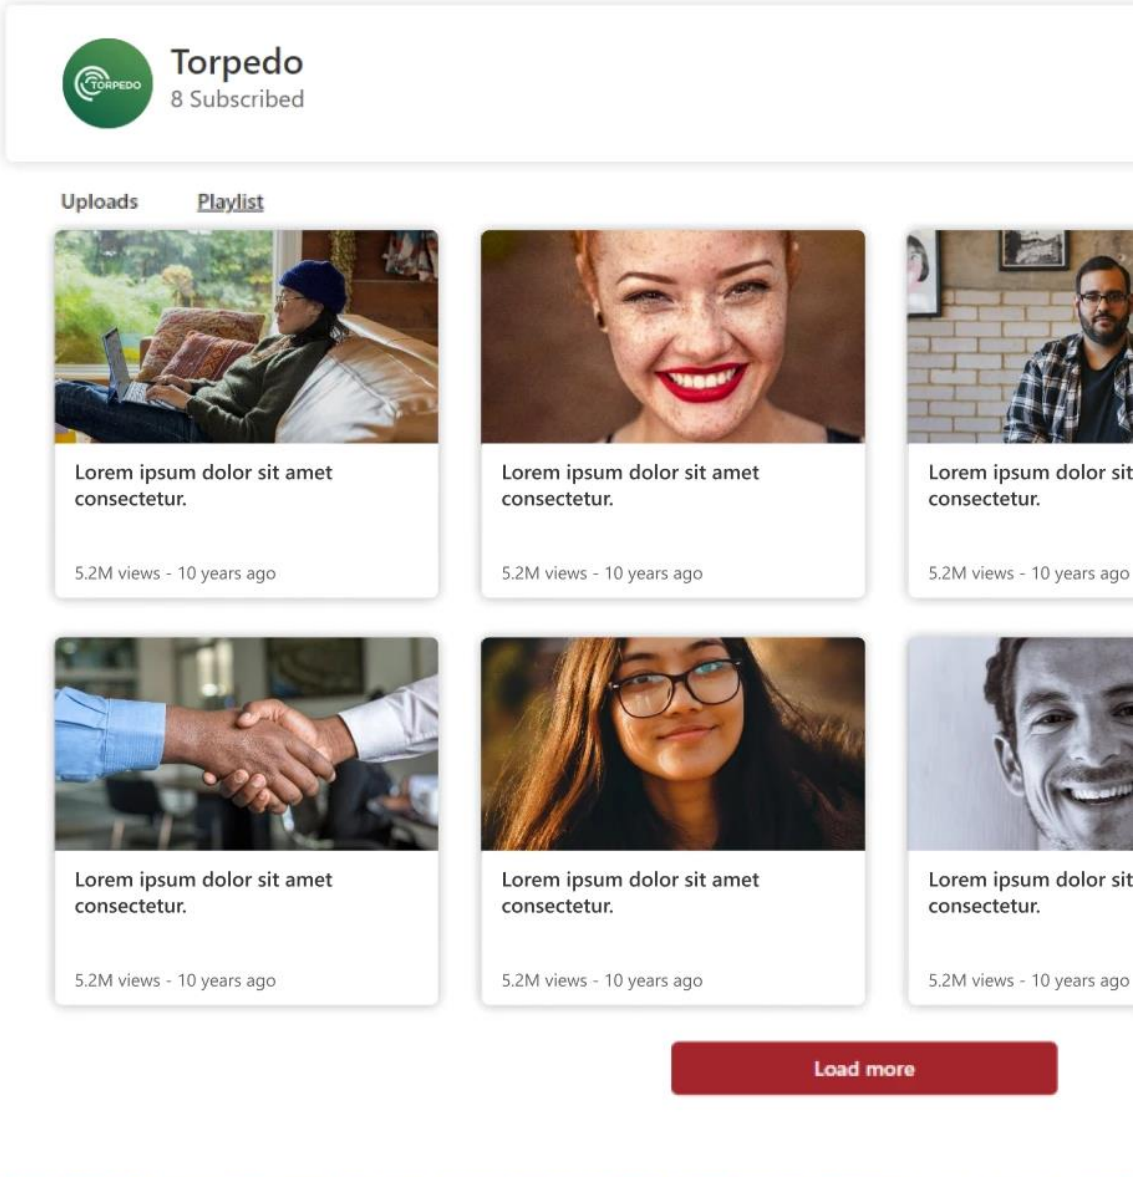 TORPEDO
Torpedo
8 Subscribed
Uploads
Playlist
Lorem ipsum dolor sit amet
consectetur.
5.2M views - 10 years ago
Lorem ipsum dolor sit amet
consectetur.
5.2M views - 10 years ago
Lorem ipsum dolor sit
consectetur.
5.2M views - 10 years ago
Lorem ipsum dolor sit amet
consectetur.
5.2M views - 10 years ago
Lorem ipsum dolor sit amet
consectetur.
5.2M views - 10 years ago
Lorem ipsum dolor sit
consectetur.
5.2M views - 10 years ago
Load more